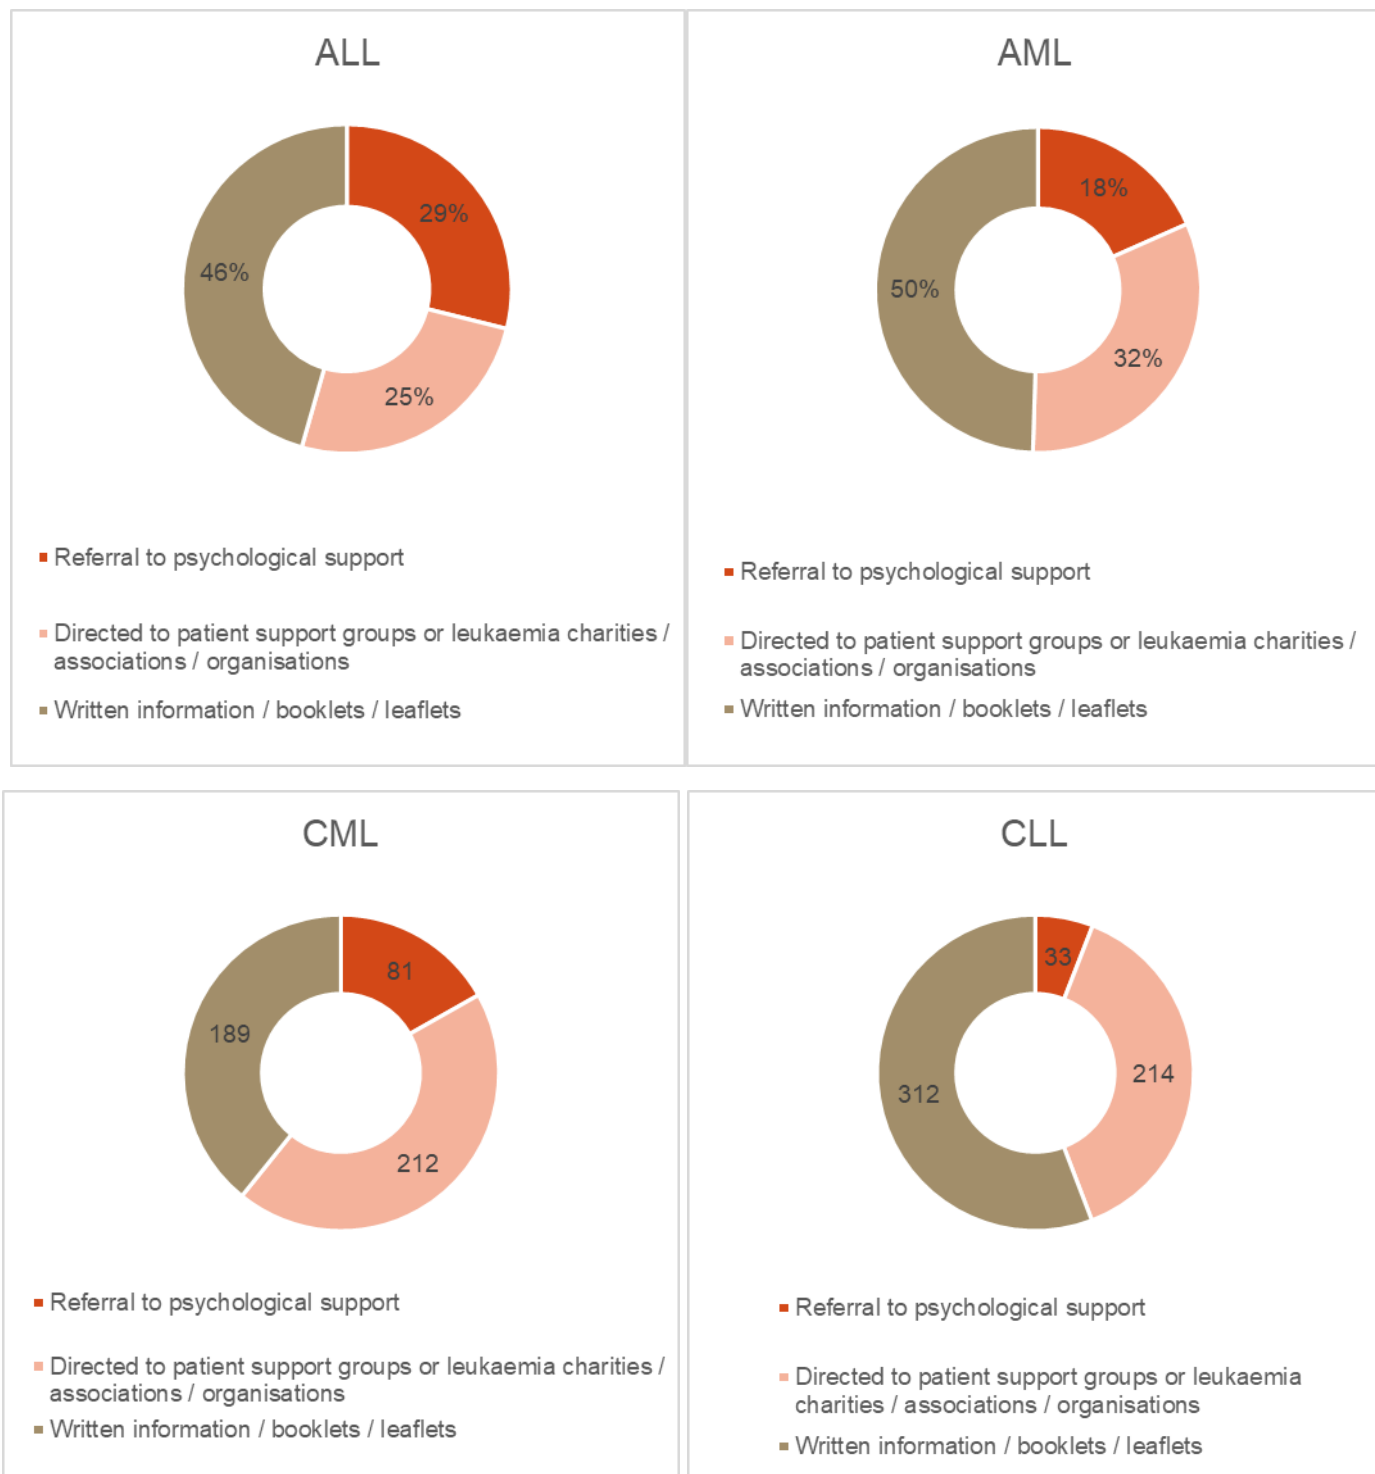 ALL
29%
46%
25%
Referral to psychological support
Directed to patient support groups or leukaemia charities /
associations / organisations
Written information / booklets / leaflets
AML
18%
50%
32%
Referral to psychological support
Directed to patient support groups or leukaemia charities /
associations / organisations
Written information / booklets / leaflets
CML
81
189
212
Referral to psychological support
Directed to patient support groups or leukaemia charities /
associations / organisations
Written information / booklets / leaflets
CLL
33
214
312
Referral to psychological support
Directed to patient support groups or leukaemia
charities / associations / organisations
Written information / booklets / leaflets